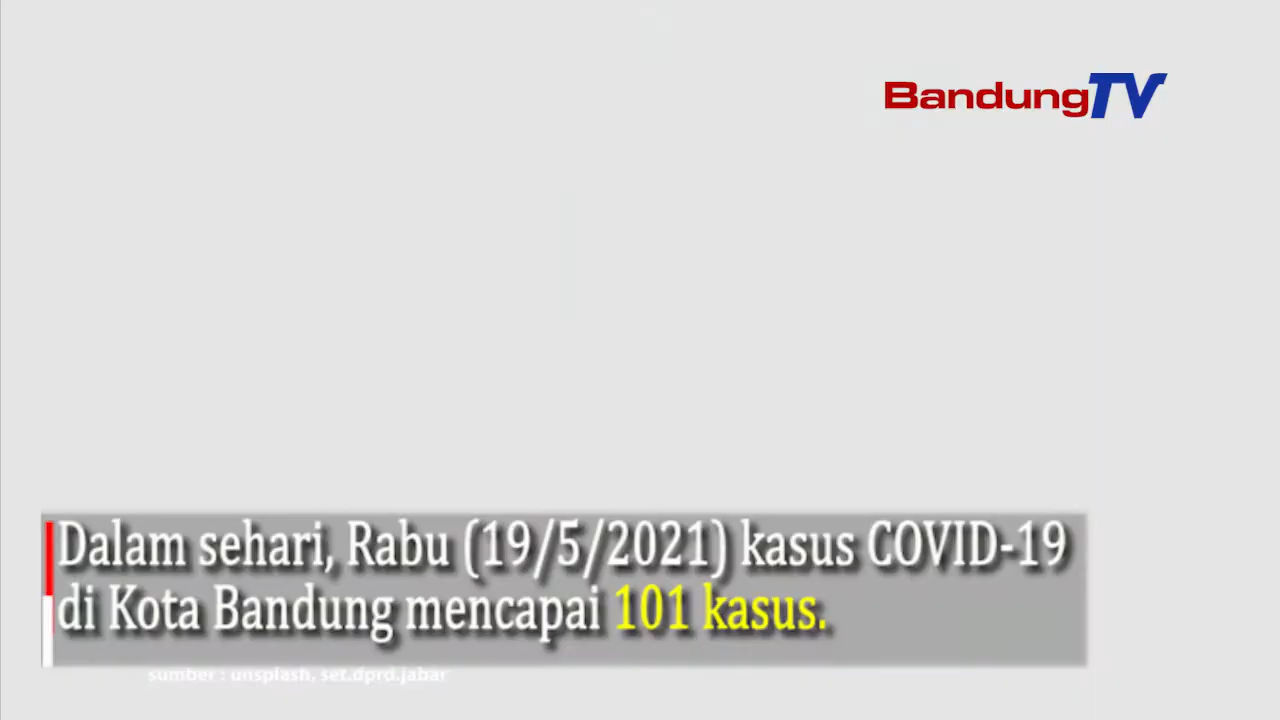 BandungTV
Dalam sehari, Rabu (19/5/2021) kasus COVID-19
di Kota Bandung mencapai 101 kasus.
sumber : unsplash, set.dprd.jabar